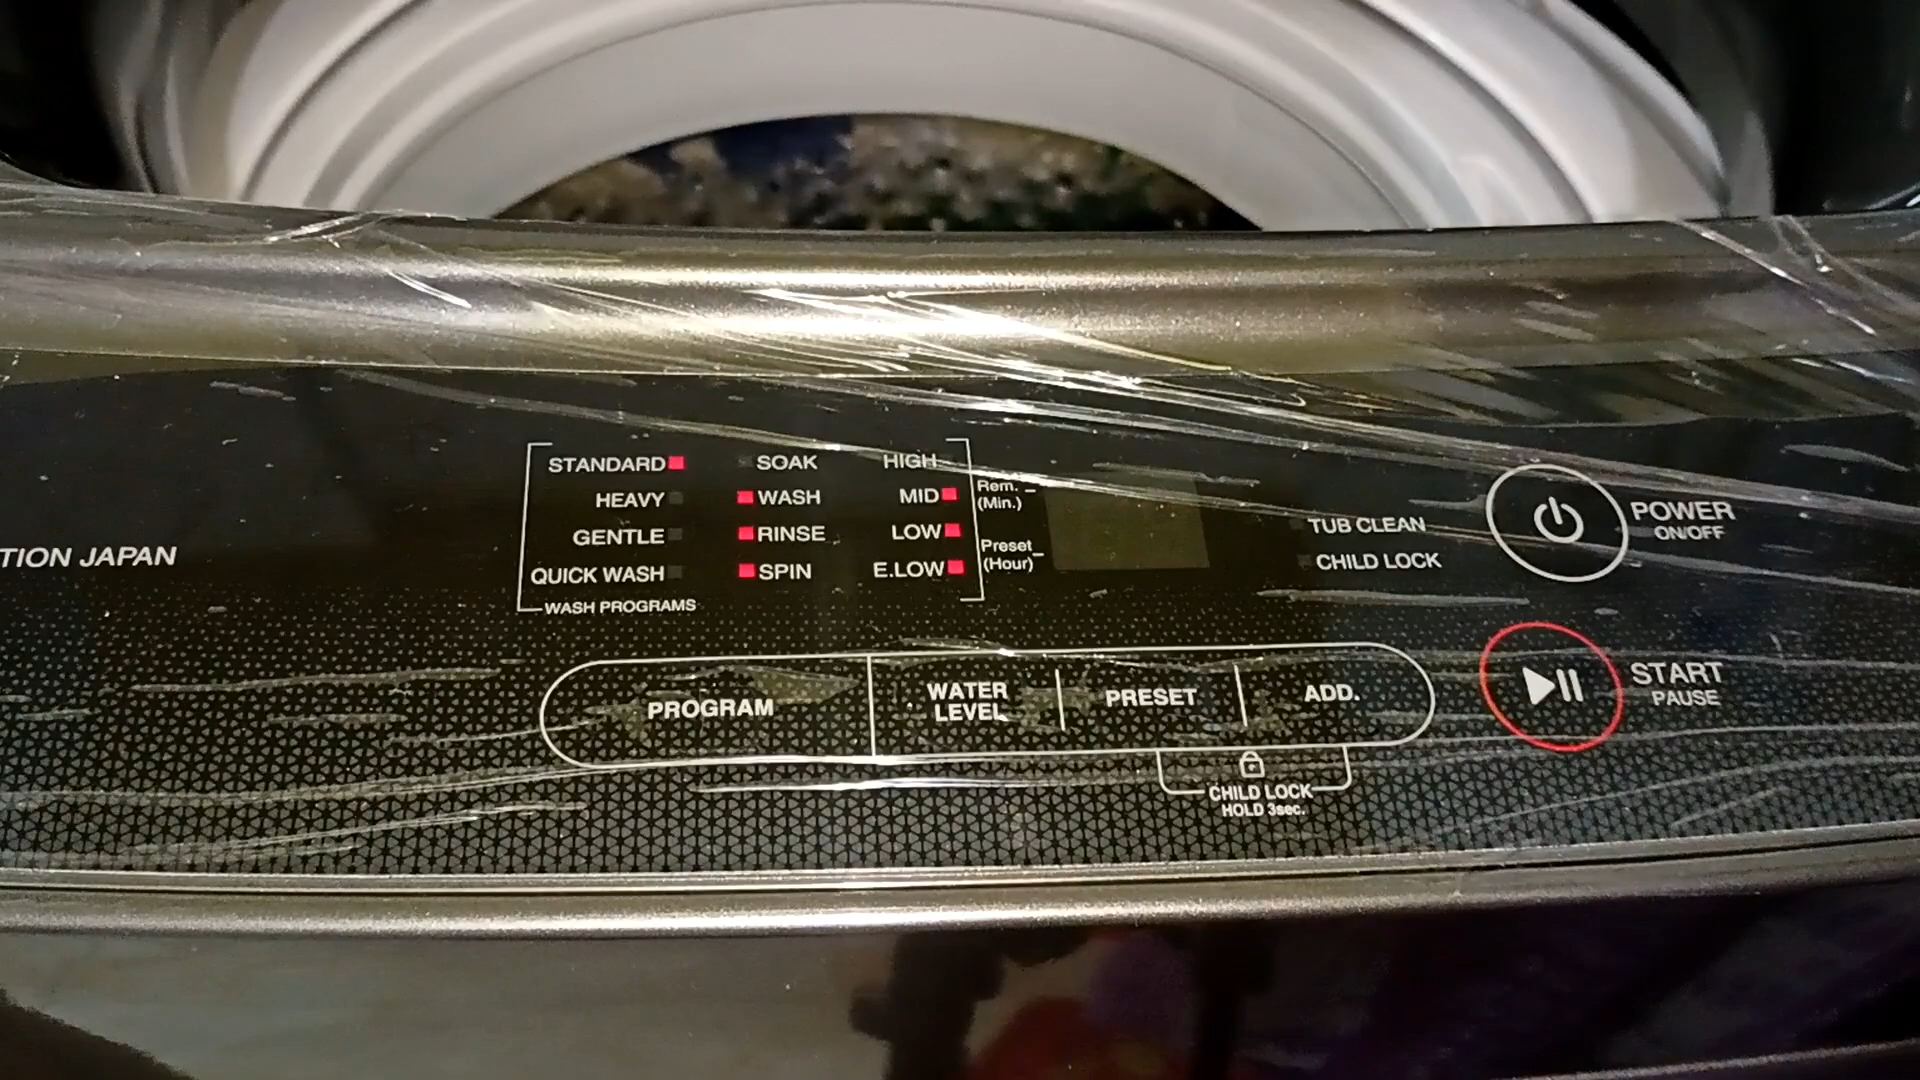 TION JAPAN
STANDARD
HEAVY
GENTLE
QUICK WASH
WASH PROGRAMS
SOAK
WASH
RINSE
SPIN
HIGH
MID
LOW
E.LOW
Rem.
(Min.)
Preset
(Hour)
TUB CLEAN
CHILD LOCK
POWER
ON/OFF
PROGRAM
WATER
LEVEL
PRESET
ADD.
START
PAUSE
CHILD LOCK
HOLD 3sec.